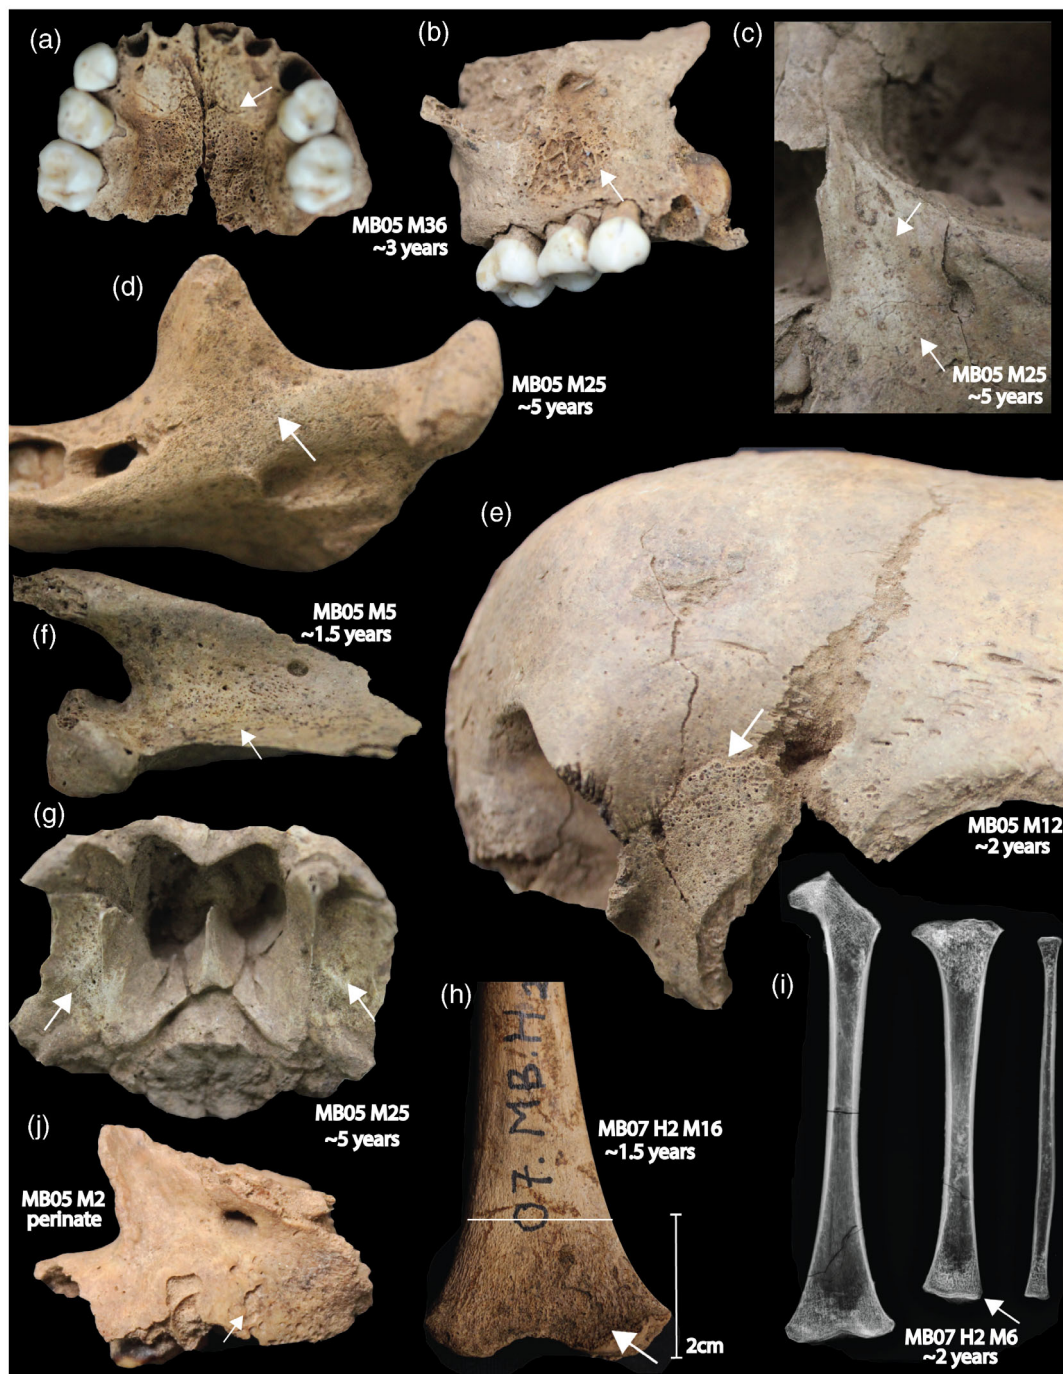 (a)
(b)
(c)
MB05 M36
~3 years
(d)
MB05 M25
~5 years
MB05 M25
~5 years
(e)
MB05 M5
~1.5 years
(f)
MB05 M12
~2 years
(g)
(h)
(i)
07. MB.H2
MB07 H2 M16
~1.5 years
MB05 M25
~5 years
(j)
MB05 M2
perinate
2cm
MB07 H2 M6
~2 years